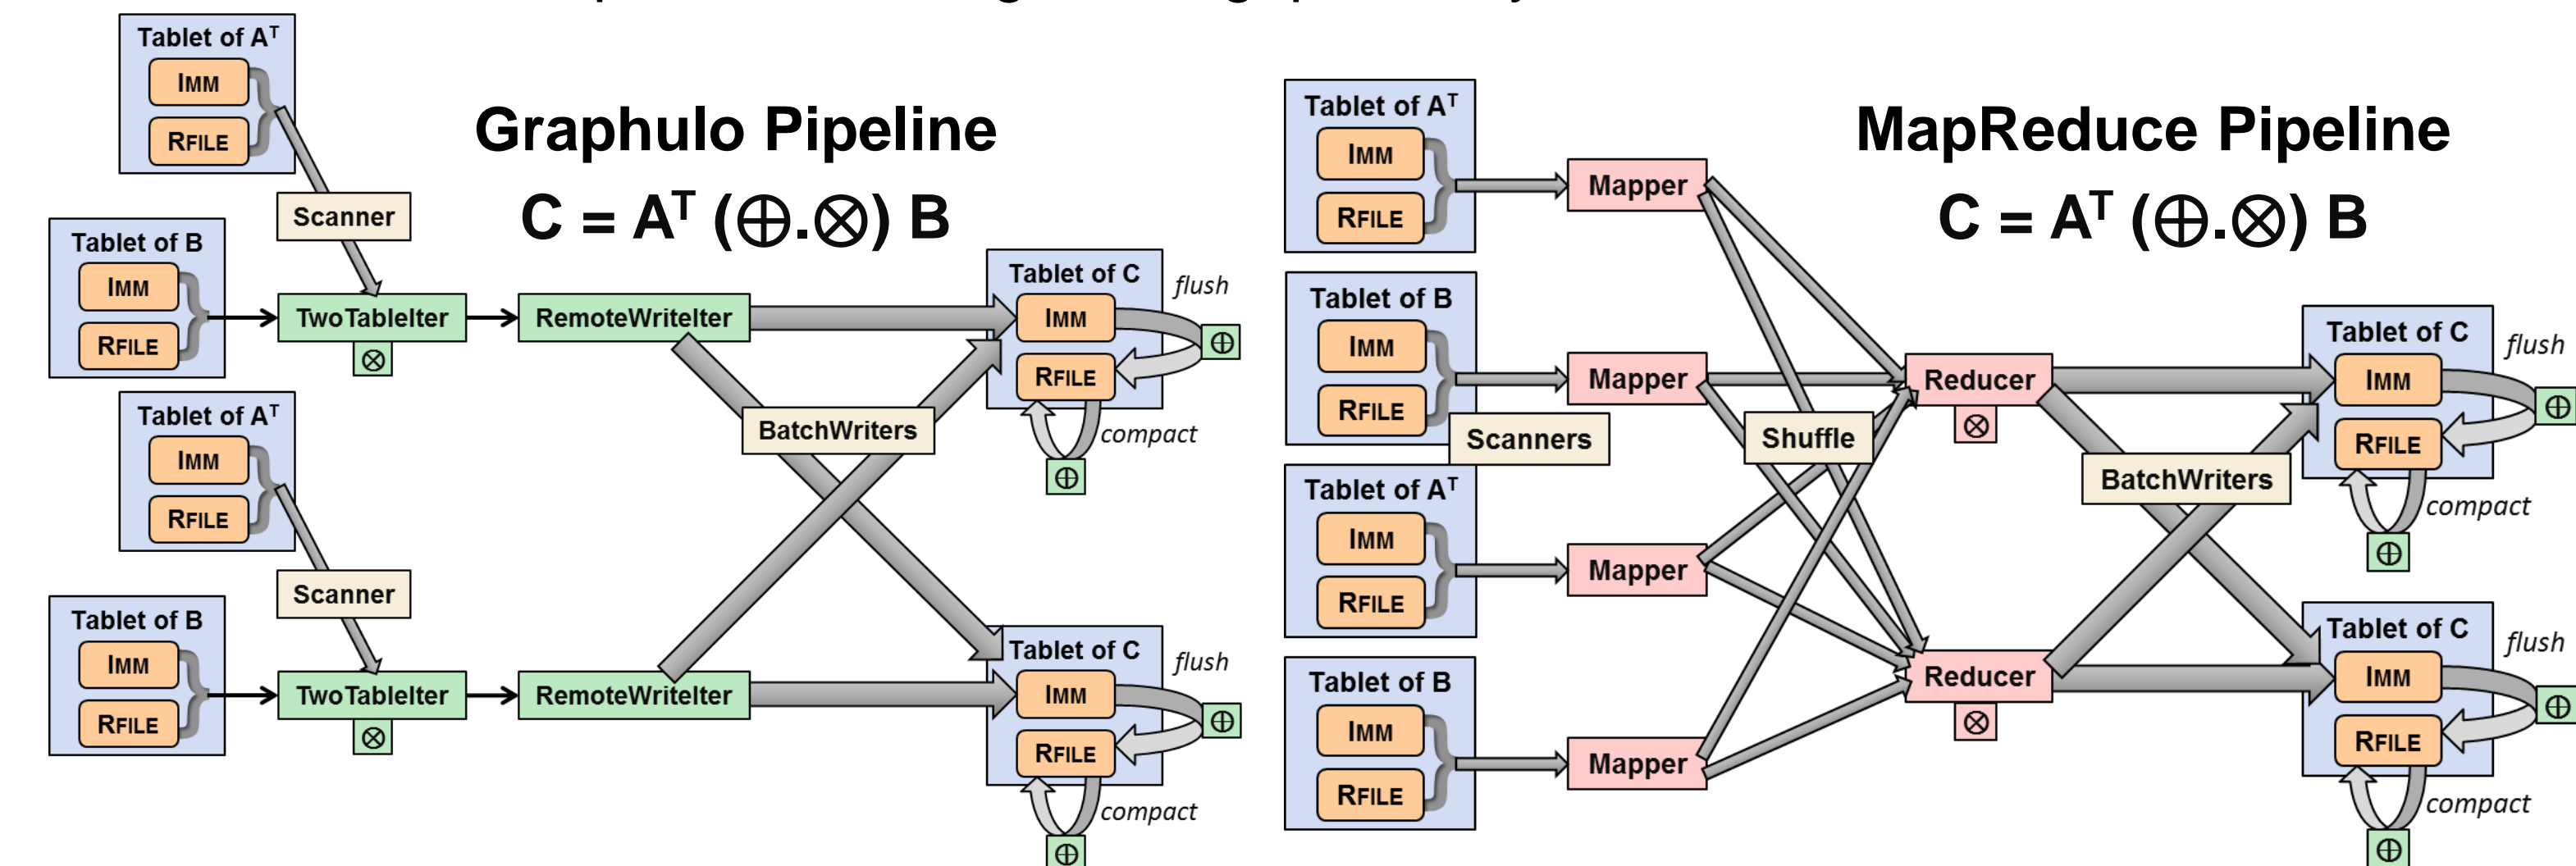 Tablet of Aᵀ
IMM
RFILE
Scanner
Tablet of B
IMM
RFILE
TwoTableIter
⊗
RemoteWriteIter
Graphulo Pipeline
C = Aᵀ (⊕.⊗) B
Tablet of C
IMM
RFILE
flush
⊕
compact
⊕
BatchWriters
Tablet of Aᵀ
IMM
RFILE
Scanner
Tablet of B
IMM
RFILE
TwoTableIter
⊗
RemoteWriteIter
Tablet of C
IMM
RFILE
flush
⊕
compact
⊕
MapReduce Pipeline
C = Aᵀ (⊕.⊗) B
Tablet of Aᵀ
IMM
RFILE
Mapper
Tablet of B
IMM
RFILE
Mapper
Scanners
Shuffle
Tablet of Aᵀ
IMM
RFILE
Mapper
Tablet of B
IMM
RFILE
Mapper
Reducer
⊗
Reducer
⊗
BatchWriters
Tablet of C
IMM
RFILE
flush
⊕
compact
⊕
Tablet of C
IMM
RFILE
flush
⊕
compact
⊕